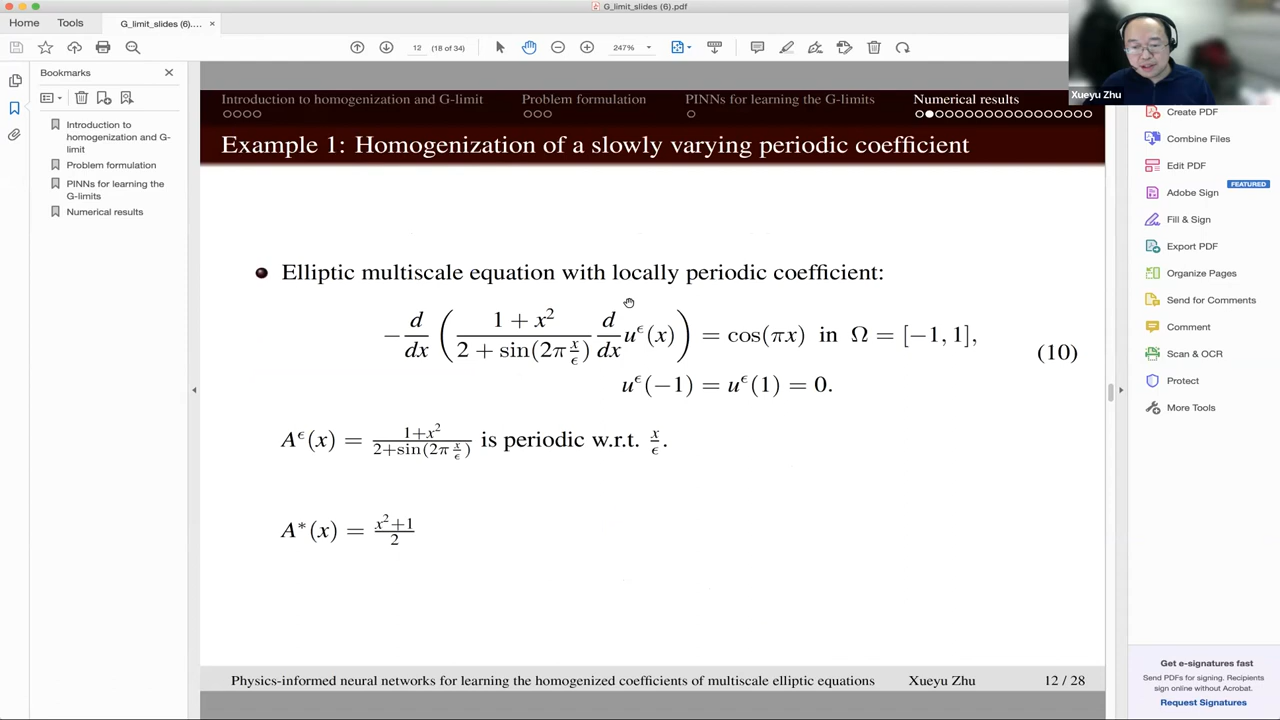 G_limit_slides (6).pdf
Home
Tools
G_limit_slides (6)....
×
12
(18 of 34)
247%
Bookmarks
Introduction to
homogenization and G-
limit
Problem formulation
PINNs for learning the
G-limits
Numerical results
Introduction to homogenization and G-limit
Problem formulation
PINNs for learning the G-limits
Numerical results
Example 1: Homogenization of a slowly varying periodic coefficient
Elliptic multiscale equation with locally periodic coefficient:
−d/dx ( (1 + x²)/(2 + sin(2π x/ϵ)) d/dx u^ϵ(x) ) = cos(πx) in Ω = [−1, 1],
(10)
u^ϵ(−1) = u^ϵ(1) = 0.
A^ϵ(x) = (1+x²)/(2+sin(2π x/ϵ)) is periodic w.r.t. x/ϵ.
A*(x) = (x²+1)/2
Physics-informed neural networks for learning the homogenized coefficients of multiscale elliptic equations
Xueyu Zhu
12 / 28
Xueyu Zhu
Create PDF
Combine Files
Edit PDF
FEATURED
Adobe Sign
Fill & Sign
Export PDF
Organize Pages
Send for Comments
Comment
Scan & OCR
Protect
More Tools
Get e-signatures fast
Send PDFs for signing. Recipients
sign online without Acrobat.
Request Signatures